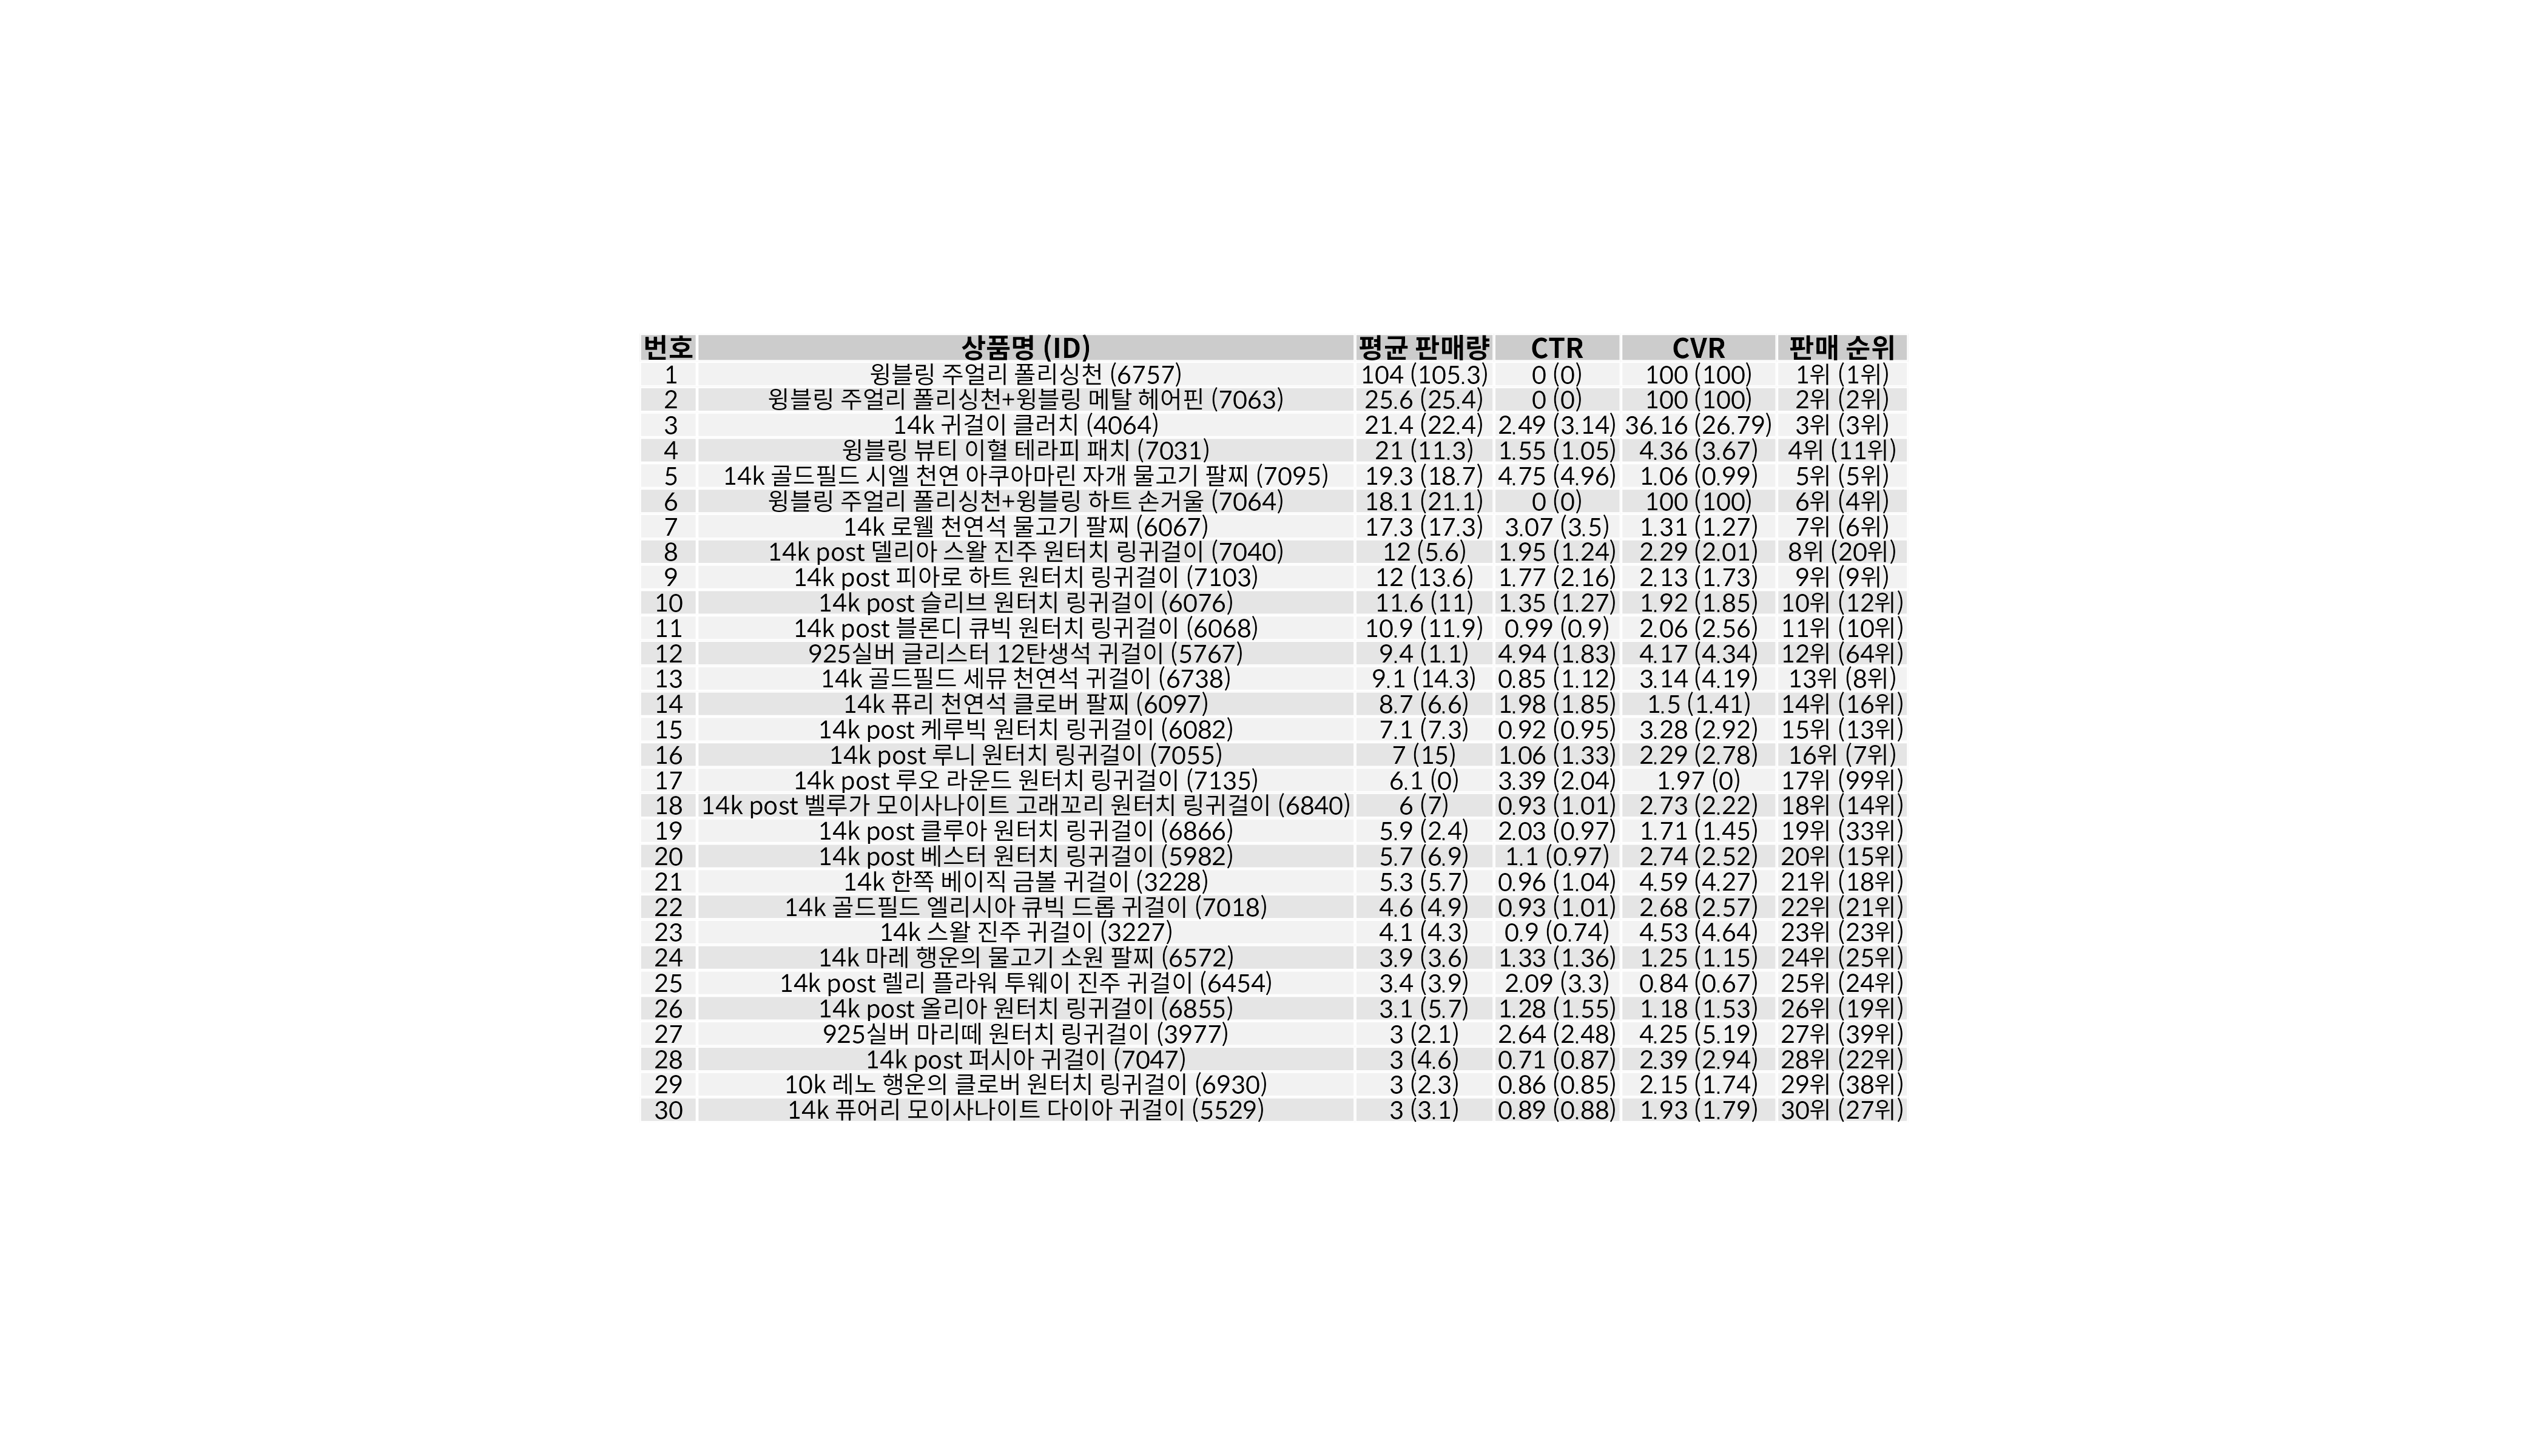 번호 상품명 (ID) 평균 판매량 CTR CVR 판매 순위
1 윙블링 주얼리 폴리싱천 (6757) 104 (105.3) 0 (0) 100 (100) 1위 (1위)
2 윙블링 주얼리 폴리싱천+윙블링 메탈 헤어핀 (7063) 25.6 (25.4) 0 (0) 100 (100) 2위 (2위)
3 14k 귀걸이 클러치 (4064) 21.4 (22.4) 2.49 (3.14) 36.16 (26.79) 3위 (3위)
4 윙블링 뷰티 이혈 테라피 패치 (7031) 21 (11.3) 1.55 (1.05) 4.36 (3.67) 4위 (11위)
5 14k 골드필드 시엘 천연 아쿠아마린 자개 물고기 팔찌 (7095) 19.3 (18.7) 4.75 (4.96) 1.06 (0.99) 5위 (5위)
6 윙블링 주얼리 폴리싱천+윙블링 하트 손거울 (7064) 18.1 (21.1) 0 (0) 100 (100) 6위 (4위)
7 14k 로웰 천연석 물고기 팔찌 (6067) 17.3 (17.3) 3.07 (3.5) 1.31 (1.27) 7위 (6위)
8 14k post 델리아 스왈 진주 원터치 링귀걸이 (7040) 12 (5.6) 1.95 (1.24) 2.29 (2.01) 8위 (20위)
9 14k post 피아로 하트 원터치 링귀걸이 (7103) 12 (13.6) 1.77 (2.16) 2.13 (1.73) 9위 (9위)
10 14k post 슬리브 원터치 링귀걸이 (6076) 11.6 (11) 1.35 (1.27) 1.92 (1.85) 10위 (12위)
11 14k post 블론디 큐빅 원터치 링귀걸이 (6068) 10.9 (11.9) 0.99 (0.9) 2.06 (2.56) 11위 (10위)
12 925실버 글리스터 12탄생석 귀걸이 (5767) 9.4 (1.1) 4.94 (1.83) 4.17 (4.34) 12위 (64위)
13 14k 골드필드 세뮤 천연석 귀걸이 (6738) 9.1 (14.3) 0.85 (1.12) 3.14 (4.19) 13위 (8위)
14 14k 퓨리 천연석 클로버 팔찌 (6097) 8.7 (6.6) 1.98 (1.85) 1.5 (1.41) 14위 (16위)
15 14k post 케루빅 원터치 링귀걸이 (6082) 7.1 (7.3) 0.92 (0.95) 3.28 (2.92) 15위 (13위)
16 14k post 루니 원터치 링귀걸이 (7055) 7 (15) 1.06 (1.33) 2.29 (2.78) 16위 (7위)
17 14k post 루오 라운드 원터치 링귀걸이 (7135) 6.1 (0) 3.39 (2.04) 1.97 (0) 17위 (99위)
18 14k post 벨루가 모이사나이트 고래꼬리 원터치 링귀걸이 (6840) 6 (7) 0.93 (1.01) 2.73 (2.22) 18위 (14위)
19 14k post 클루아 원터치 링귀걸이 (6866) 5.9 (2.4) 2.03 (0.97) 1.71 (1.45) 19위 (33위)
20 14k post 베스터 원터치 링귀걸이 (5982) 5.7 (6.9) 1.1 (0.97) 2.74 (2.52) 20위 (15위)
21 14k 한쪽 베이직 금볼 귀걸이 (3228) 5.3 (5.7) 0.96 (1.04) 4.59 (4.27) 21위 (18위)
22 14k 골드필드 엘리시아 큐빅 드롭 귀걸이 (7018) 4.6 (4.9) 0.93 (1.01) 2.68 (2.57) 22위 (21위)
23 14k 스왈 진주 귀걸이 (3227) 4.1 (4.3) 0.9 (0.74) 4.53 (4.64) 23위 (23위)
24 14k 마레 행운의 물고기 소원 팔찌 (6572) 3.9 (3.6) 1.33 (1.36) 1.25 (1.15) 24위 (25위)
25 14k post 렐리 플라워 투웨이 진주 귀걸이 (6454) 3.4 (3.9) 2.09 (3.3) 0.84 (0.67) 25위 (24위)
26 14k post 올리아 원터치 링귀걸이 (6855) 3.1 (5.7) 1.28 (1.55) 1.18 (1.53) 26위 (19위)
27 925실버 마리떼 원터치 링귀걸이 (3977) 3 (2.1) 2.64 (2.48) 4.25 (5.19) 27위 (39위)
28 14k post 퍼시아 귀걸이 (7047) 3 (4.6) 0.71 (0.87) 2.39 (2.94) 28위 (22위)
29 10k 레노 행운의 클로버 원터치 링귀걸이 (6930) 3 (2.3) 0.86 (0.85) 2.15 (1.74) 29위 (38위)
30 14k 퓨어리 모이사나이트 다이아 귀걸이 (5529) 3 (3.1) 0.89 (0.88) 1.93 (1.79) 30위 (27위)